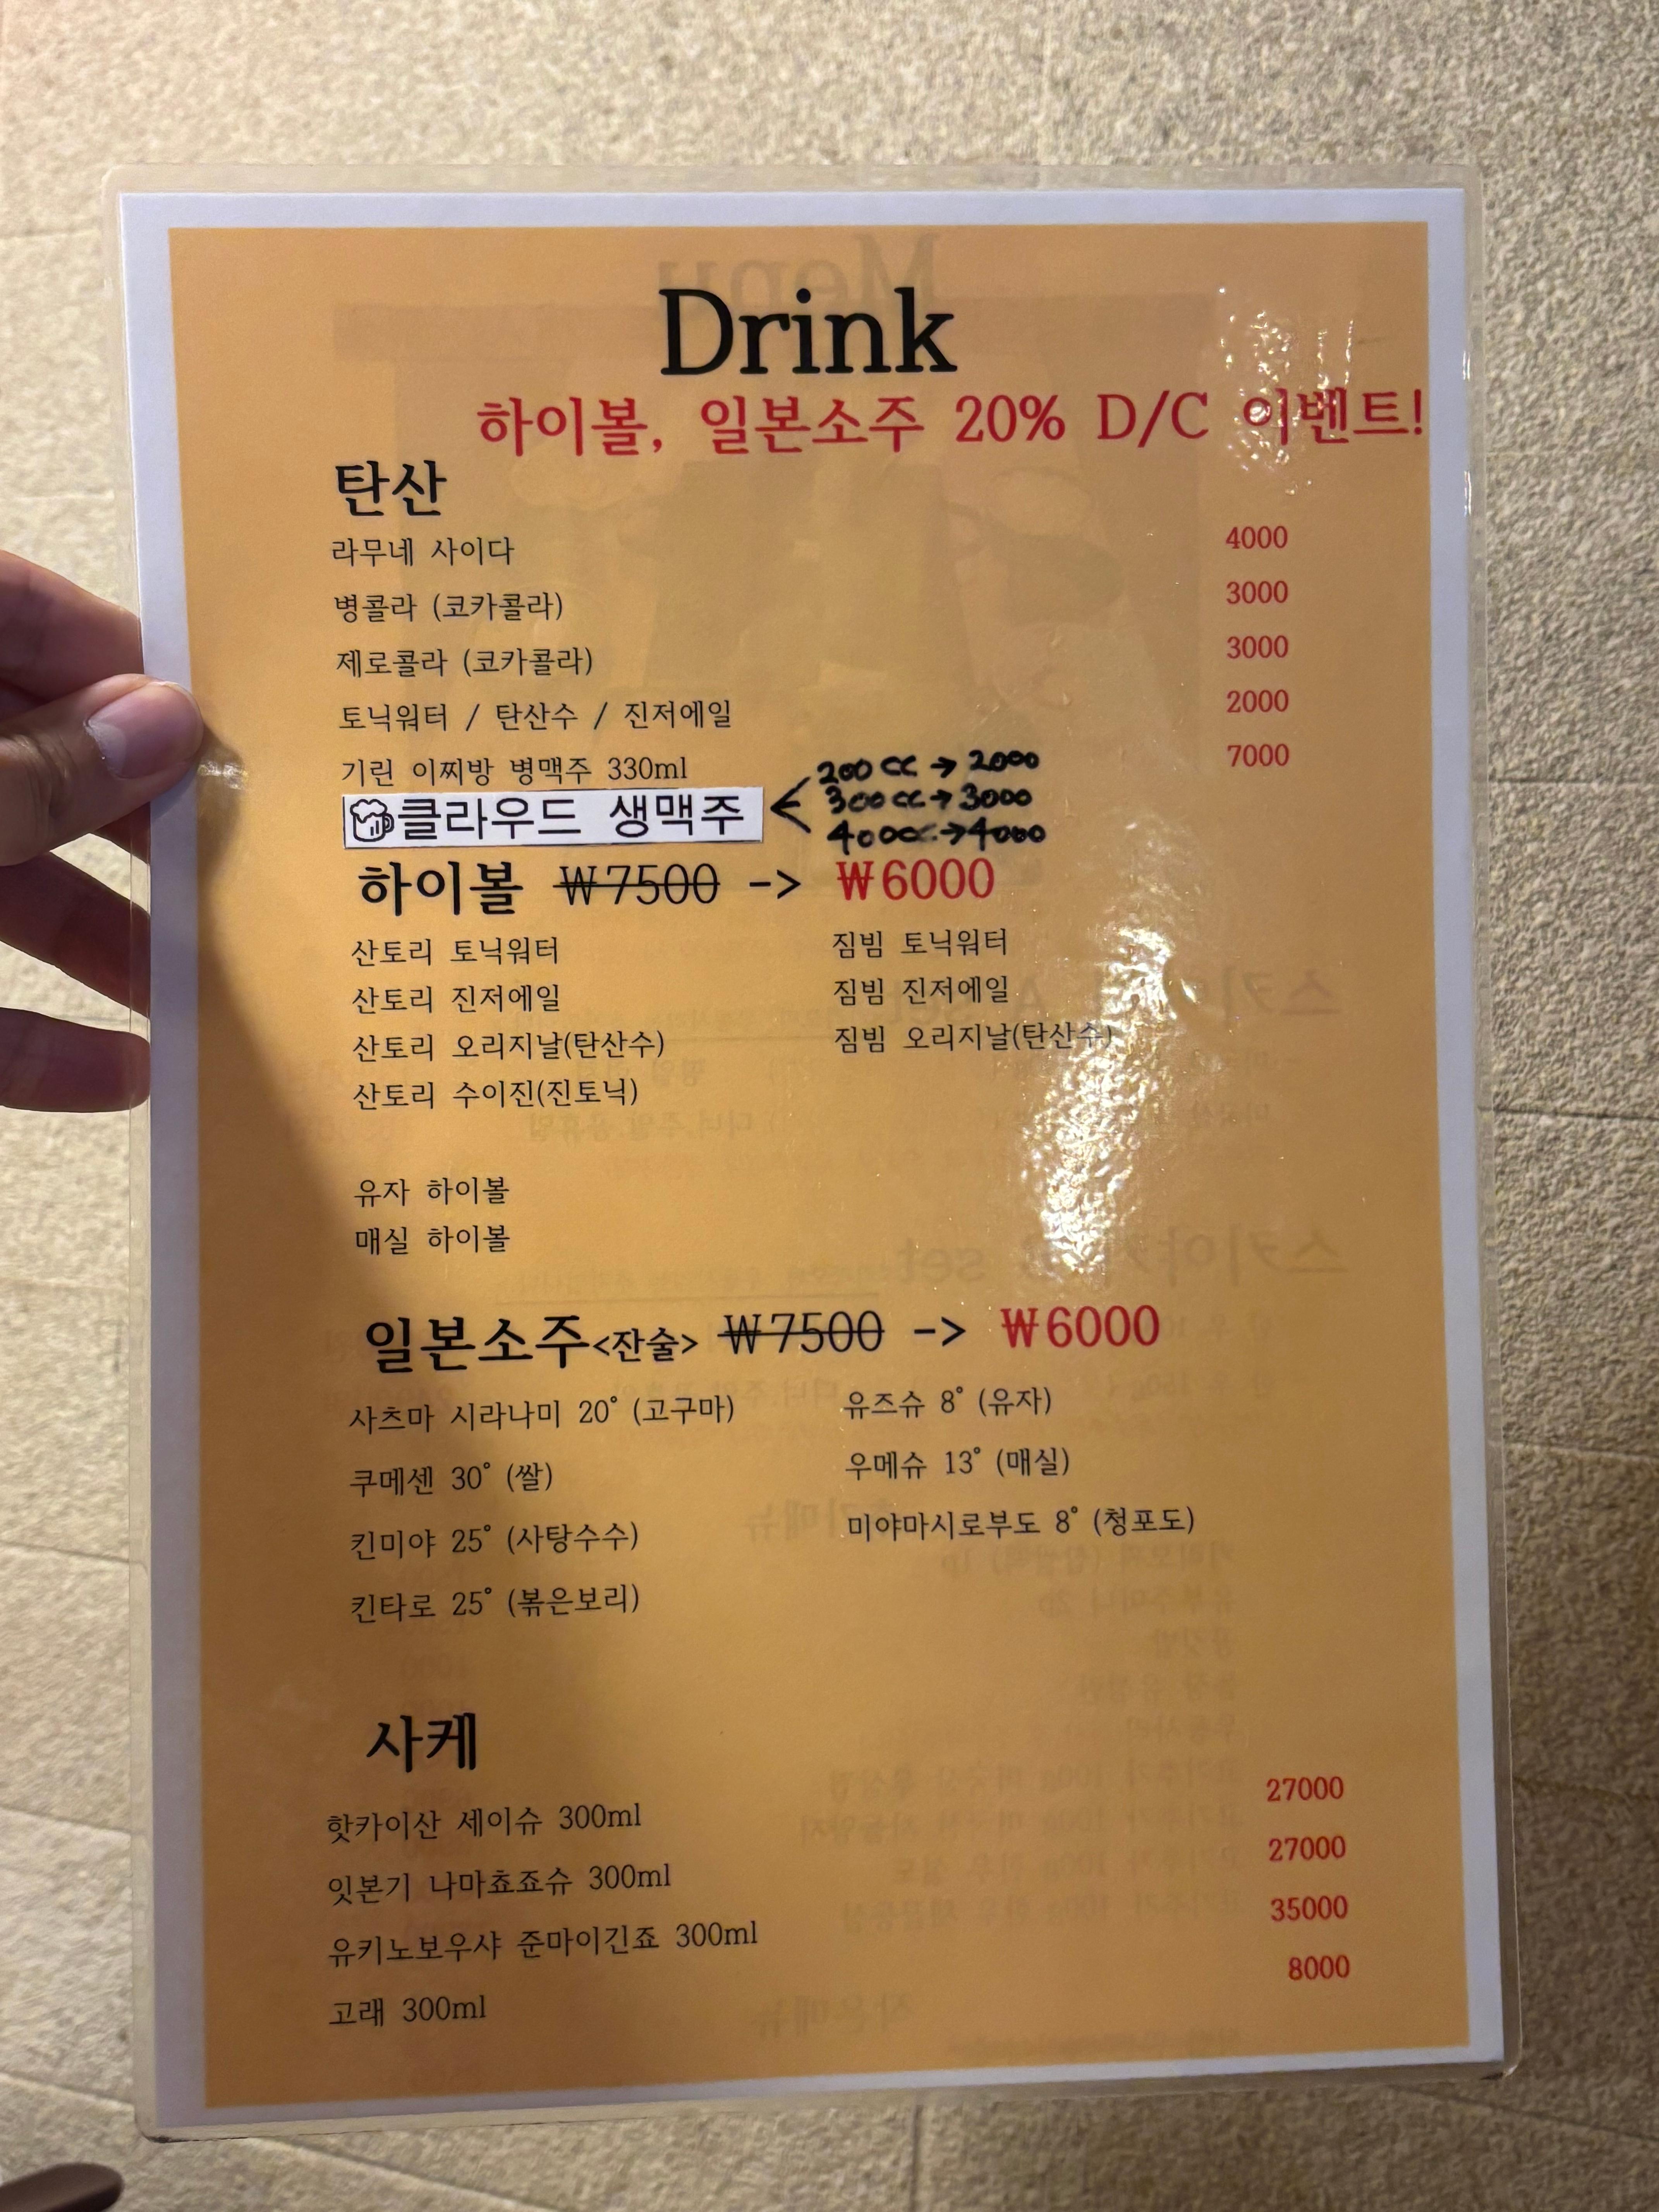 Drink
하이볼, 일본소주 20% D/C 이벤트!
탄산
라무네 사이다 4000
병콜라 (코카콜라) 3000
제로콜라 (코카콜라) 3000
토닉워터 / 탄산수 / 진저에일 2000
기린 이찌방 병맥주 330ml 7000
클라우드 생맥주
200cc → 2000
300cc → 3000
400cc → 4000
하이볼 ₩7500 -> ₩6000
산토리 토닉워터 짐빔 토닉워터
산토리 진저에일 짐빔 진저에일
산토리 오리지날(탄산수) 짐빔 오리지날(탄산수)
산토리 수이진(진토닉)
유자 하이볼
매실 하이볼
일본소주<잔술> ₩7500 -> ₩6000
사츠마 시라나미 20° (고구마) 유즈슈 8° (유자)
쿠메센 30° (쌀) 우메슈 13° (매실)
킨미야 25° (사탕수수) 미야마시로부도 8° (청포도)
킨타로 25° (볶은보리)
사케
핫카이산 세이슈 300ml 27000
잇본기 나마쵸죠슈 300ml 27000
유키노보우샤 준마이긴죠 300ml 35000
고래 300ml 8000